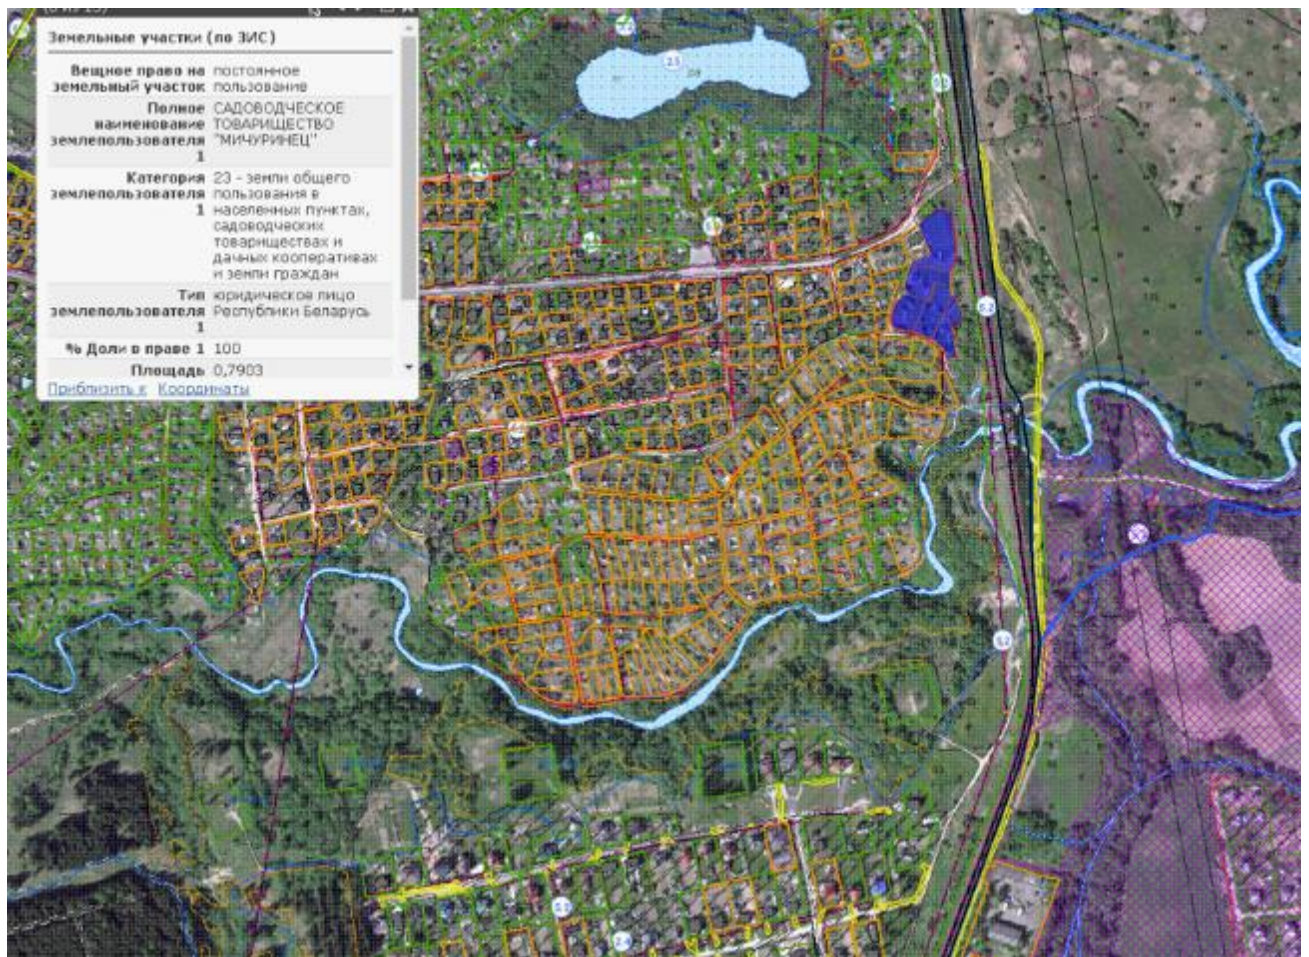 Земельные участки (по ЗИС)
Вещное право на постоянное
земельный участок пользование
Полное САДОВОДЧЕСКОЕ
наименование ТОВАРИЩЕСТВО
землепользователя "МИЧУРИНЕЦ"
1
Категория 23 - земли общего
землепользователя пользования в
1 населенных пунктах,
садоводческих
товариществах и
дачных кооперативах
и земли граждан
Тип юридическое лицо
землепользователя Республики Беларусь
1
% Доли в праве 1 100
Площадь 0,7903
Приблизить к Координаты